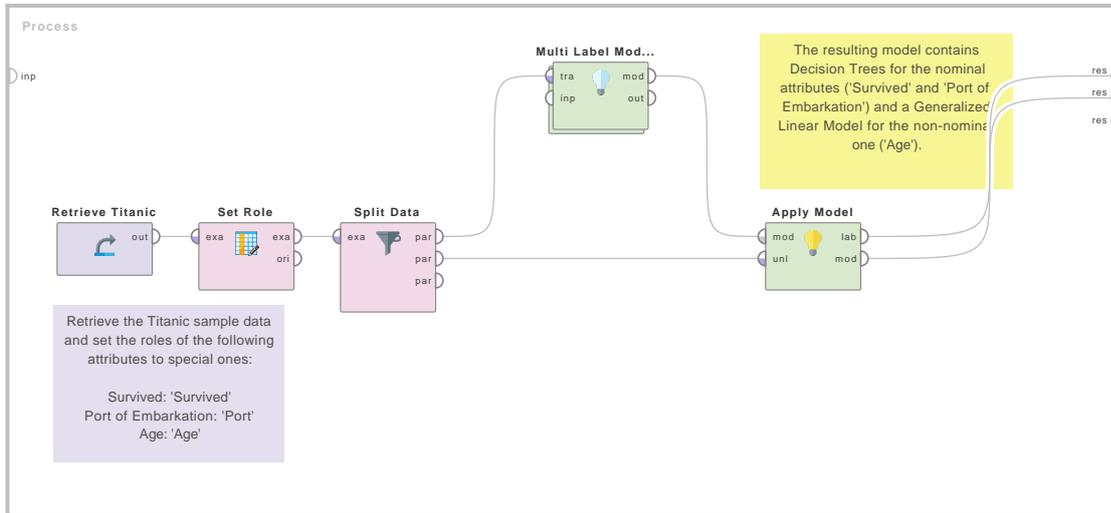 Process
inp
Multi Label Mod...
tra mod
inp out
The resulting model contains
Decision Trees for the nominal
attributes ('Survived' and 'Port of
Embarkation') and a Generalized
Linear Model for the non-nominal
one ('Age').
res
res
res
Retrieve Titanic
out
Set Role
exa exa
ori
Split Data
exa par
par
par
Apply Model
mod lab
unl mod
Retrieve the Titanic sample data
and set the roles of the following
attributes to special ones:
Survived: 'Survived'
Port of Embarkation: 'Port'
Age: 'Age'